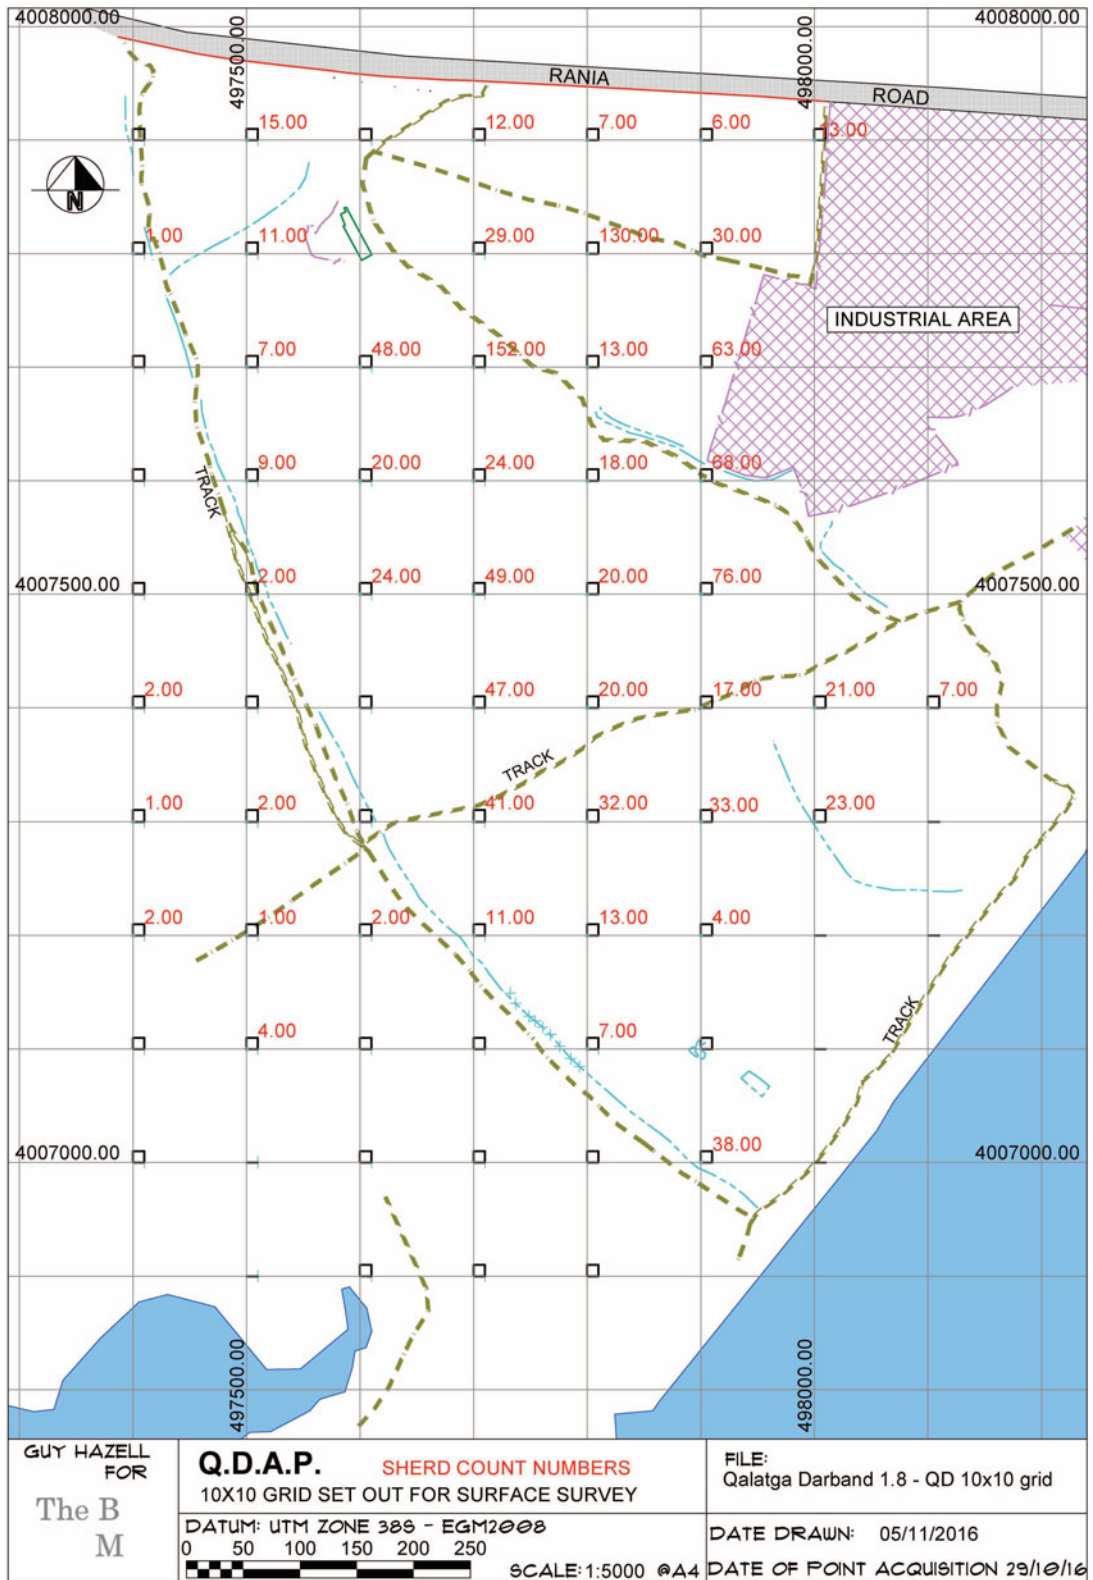 4008000.00 497500.00 498000.00 4008000.00
RANIA ROAD
15.00 12.00 7.00 6.00 13.00
N
1.00 11.00 29.00 130.00 30.00
INDUSTRIAL AREA
7.00 48.00 152.00 13.00 63.00
9.00 20.00 24.00 18.00 68.00
TRACK
4007500.00 2.00 24.00 49.00 20.00 76.00 4007500.00
2.00 47.00 20.00 17.00 21.00 7.00
TRACK
TRACK
1.00 2.00 41.00 32.00 33.00 23.00
2.00 1.00 2.00 11.00 13.00 4.00
TRACK
4.00 7.00
4007000.00 38.00 4007000.00
497500.00 498000.00
GUY HAZELL
FOR
The B
M
Q.D.A.P. SHERD COUNT NUMBERS
10X10 GRID SET OUT FOR SURFACE SURVEY
FILE:
Qalatga Darband 1.8 - QD 10x10 grid
DATUM: UTM ZONE 38S - EGM2008
0 50 100 150 200 250
SCALE:1:5000 @A4
DATE DRAWN: 05/11/2016
DATE OF POINT ACQUISITION 29/10/16